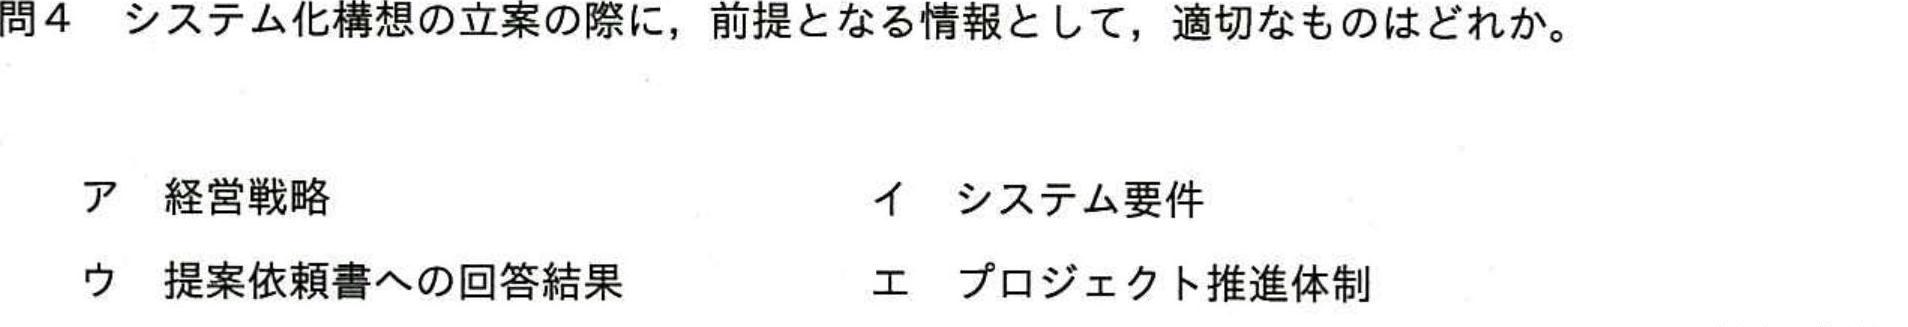 問４　システム化構想の立案の際に，前提となる情報として，適切なものはどれか。
ア　経営戦略　イ　システム要件
ウ　提案依頼書への回答結果　エ　プロジェクト推進体制